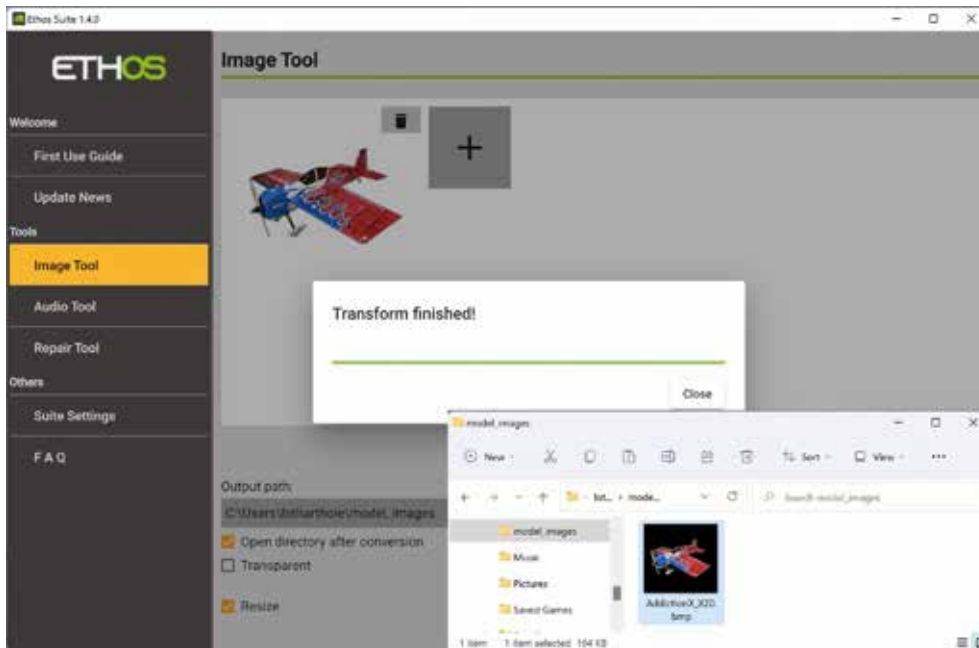 Ethos Suite 1.4.0
ETHOS
Image Tool
Welcome
First Use Guide
Update News
Tools
Image Tool
Audio Tool
Repair Tool
Others
Suite Settings
F A Q
Transform finished!
Close
Output path:
Open directory after conversion
Transparent
Resize
model_images
New
Sort
View
Search model_images
model_images
Music
Pictures
Saved Games
1 item
1 item selected